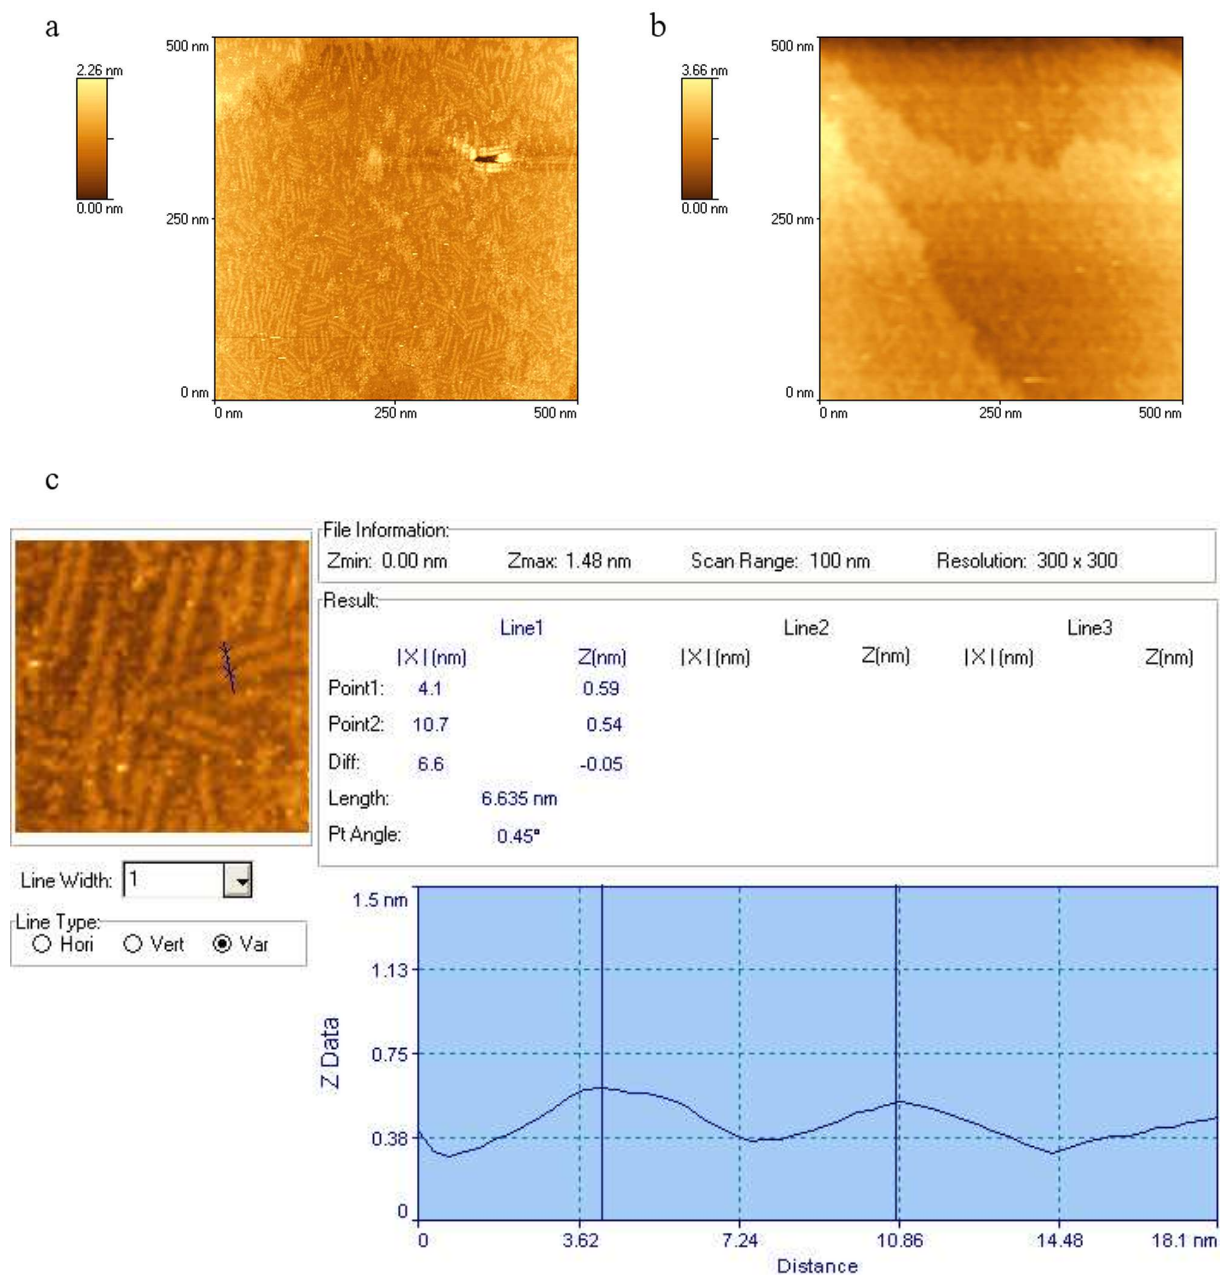 a
b
500 nm
2.26 nm
0.00 nm
250 nm
0 nm
0 nm
250 nm
500 nm
500 nm
3.66 nm
0.00 nm
250 nm
0 nm
0 nm
250 nm
500 nm
c
File Information:
Zmin: 0.00 nm Zmax: 1.48 nm Scan Range: 100 nm Resolution: 300 x 300
Result:
Line1 Line2 Line3
|X|(nm) Z(nm) |X|(nm) Z(nm) |X|(nm) Z(nm)
Point1: 4.1 0.59
Point2: 10.7 0.54
Diff: 6.6 -0.05
Length: 6.635 nm
Pt Angle: 0.45°
Line Width: 1
Line Type:
Hori Vert Var
1.5 nm
1.13
0.75
0.38
0
Z Data
0 3.62 7.24 10.86 14.48 18.1 nm
Distance